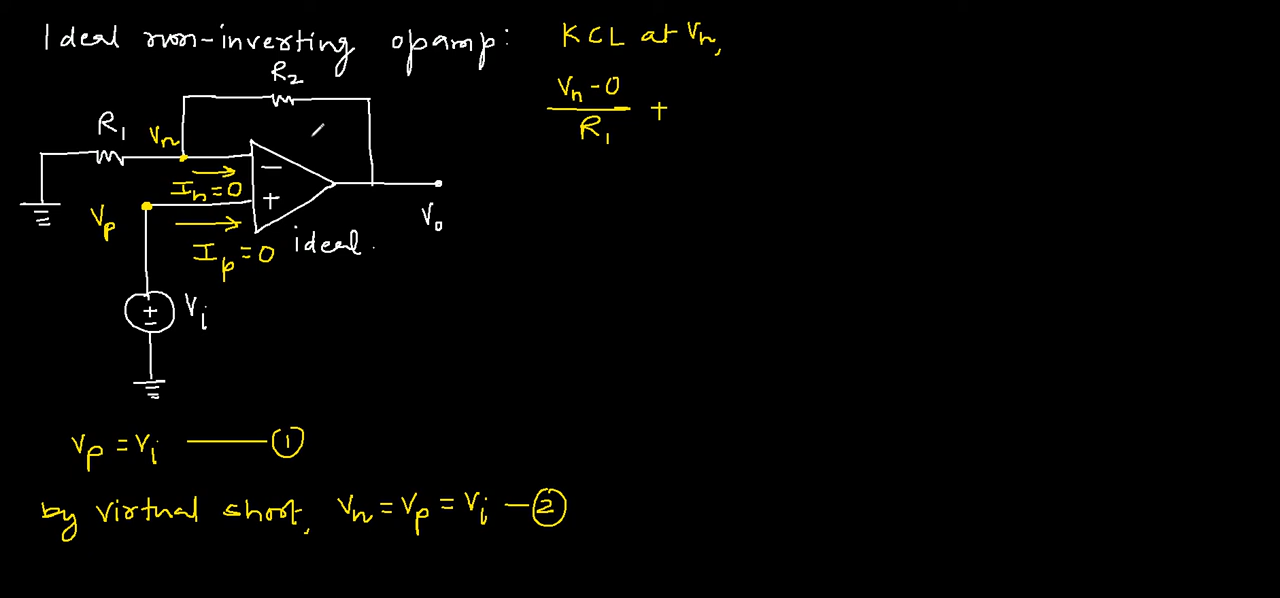 Ideal non-inverting opamp:
KCL at Vn,
Vn - 0
R1
+
R2
R1
Vn
-
In = 0
+
Vp
Ip = 0
ideal.
Vo
+
-
Vi
Vp = Vi ——— 1
by virtual short, Vn = Vp = Vi — 2